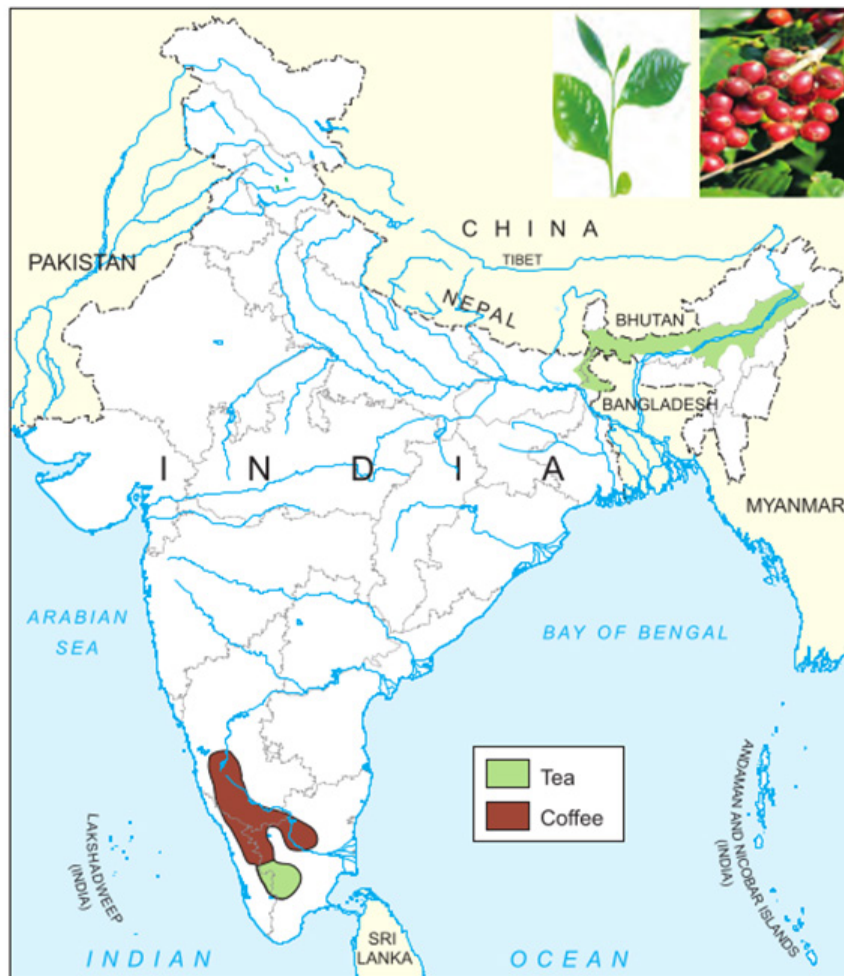 CHINA
TIBET
PAKISTAN
NEPAL
BHUTAN
BANGLADESH
INDIA
MYANMAR
ARABIAN
SEA
BAY OF BENGAL
Tea
Coffee
LAKSHADWEEP
(INDIA)
ANDAMAN AND NICOBAR ISLANDS
(INDIA)
SRI
LANKA
INDIAN OCEAN